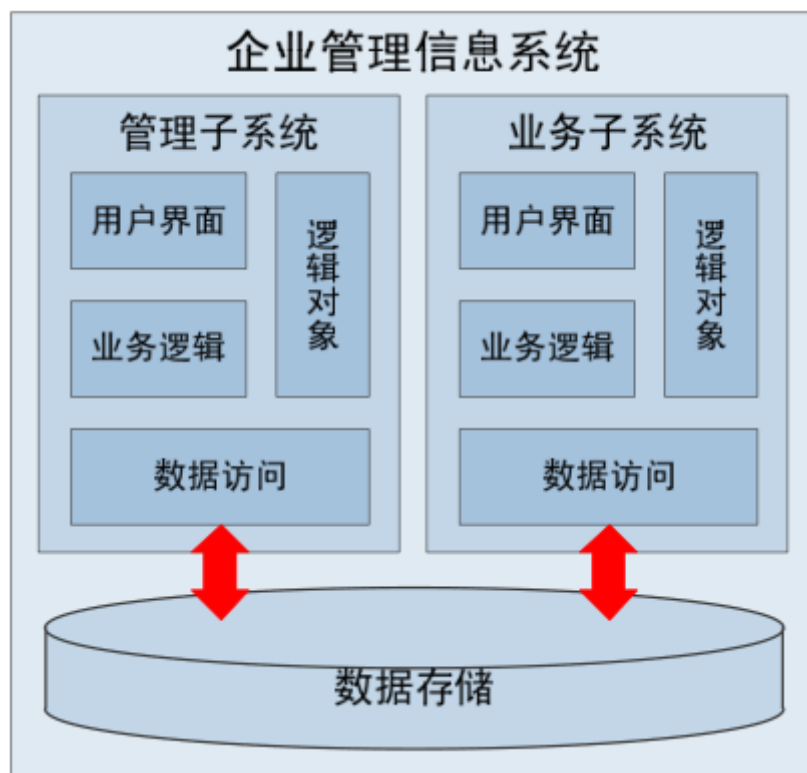 企业管理信息系统
管理子系统
用户界面
逻辑对象
业务逻辑
数据访问
业务子系统
用户界面
逻辑对象
业务逻辑
数据访问
数据存储